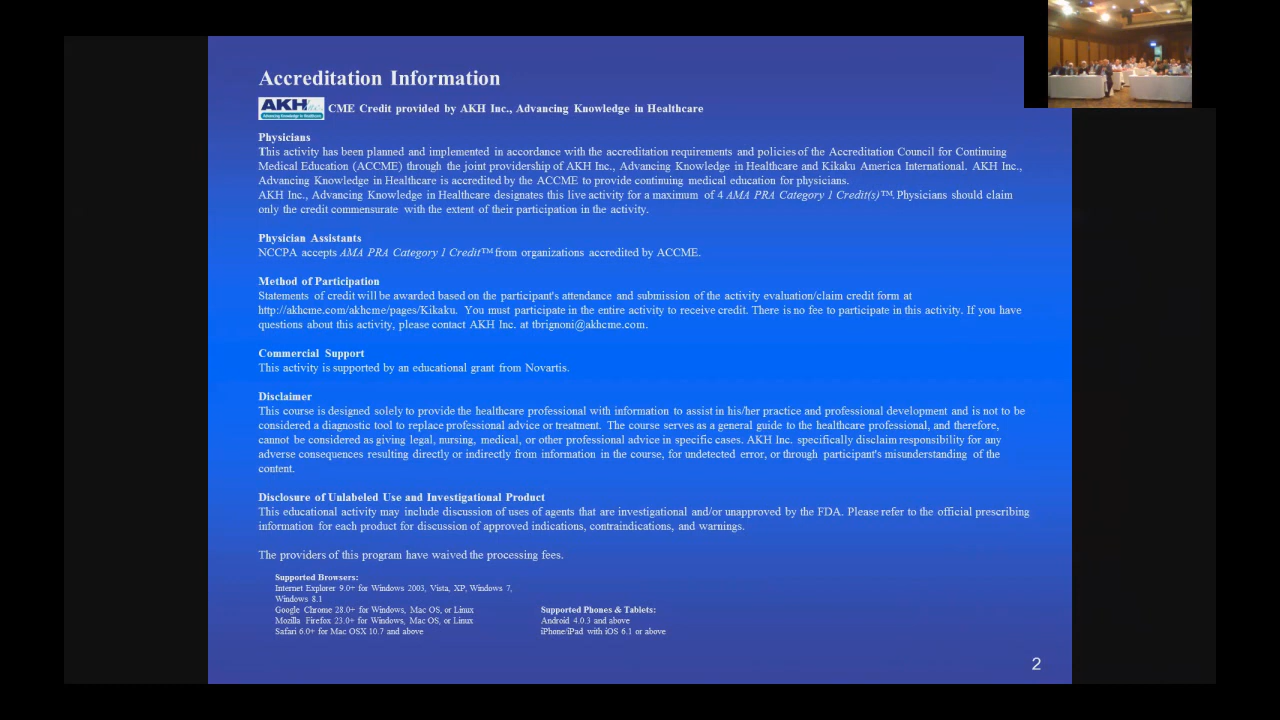 Accreditation Information
AKH Inc.
Advancing Knowledge in Healthcare
CME Credit provided by AKH Inc., Advancing Knowledge in Healthcare
Physicians
This activity has been planned and implemented in accordance with the accreditation requirements and policies of the Accreditation Council for Continuing
Medical Education (ACCME) through the joint providership of AKH Inc., Advancing Knowledge in Healthcare and Kikaku America International. AKH Inc.,
Advancing Knowledge in Healthcare is accredited by the ACCME to provide continuing medical education for physicians.
AKH Inc., Advancing Knowledge in Healthcare designates this live activity for a maximum of 4 AMA PRA Category 1 Credit(s)™. Physicians should claim
only the credit commensurate with the extent of their participation in the activity.
Physician Assistants
NCCPA accepts AMA PRA Category 1 Credit™ from organizations accredited by ACCME.
Method of Participation
Statements of credit will be awarded based on the participant's attendance and submission of the activity evaluation/claim credit form at
http://akhcme.com/akhcme/pages/Kikaku. You must participate in the entire activity to receive credit. There is no fee to participate in this activity. If you have
questions about this activity, please contact AKH Inc. at tbrignoni@akhcme.com.
Commercial Support
This activity is supported by an educational grant from Novartis.
Disclaimer
This course is designed solely to provide the healthcare professional with information to assist in his/her practice and professional development and is not to be
considered a diagnostic tool to replace professional advice or treatment. The course serves as a general guide to the healthcare professional, and therefore,
cannot be considered as giving legal, nursing, medical, or other professional advice in specific cases. AKH Inc. specifically disclaim responsibility for any
adverse consequences resulting directly or indirectly from information in the course, for undetected error, or through participant's misunderstanding of the
content.
Disclosure of Unlabeled Use and Investigational Product
This educational activity may include discussion of uses of agents that are investigational and/or unapproved by the FDA. Please refer to the official prescribing
information for each product for discussion of approved indications, contraindications, and warnings.
The providers of this program have waived the processing fees.
Supported Browsers:
Internet Explorer 9.0+ for Windows 2003, Vista, XP, Windows 7,
Windows 8.1
Google Chrome 28.0+ for Windows, Mac OS, or Linux
Mozilla Firefox 23.0+ for Windows, Mac OS, or Linux
Safari 6.0+ for Mac OSX 10.7 and above
Supported Phones & Tablets:
Android 4.0.3 and above
iPhone/iPad with iOS 6.1 or above
2